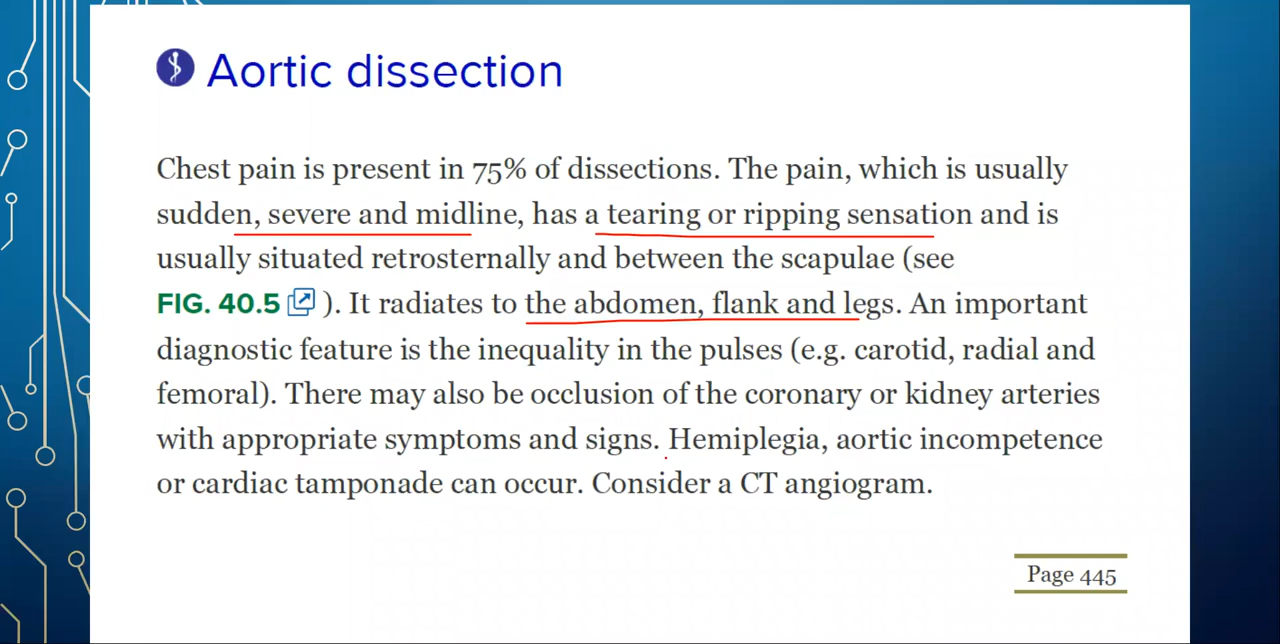 Aortic dissection
Chest pain is present in 75% of dissections. The pain, which is usually
sudden, severe and midline, has a tearing or ripping sensation and is
usually situated retrosternally and between the scapulae (see
FIG. 40.5 ). It radiates to the abdomen, flank and legs. An important
diagnostic feature is the inequality in the pulses (e.g. carotid, radial and
femoral). There may also be occlusion of the coronary or kidney arteries
with appropriate symptoms and signs. Hemiplegia, aortic incompetence
or cardiac tamponade can occur. Consider a CT angiogram.
Page 445